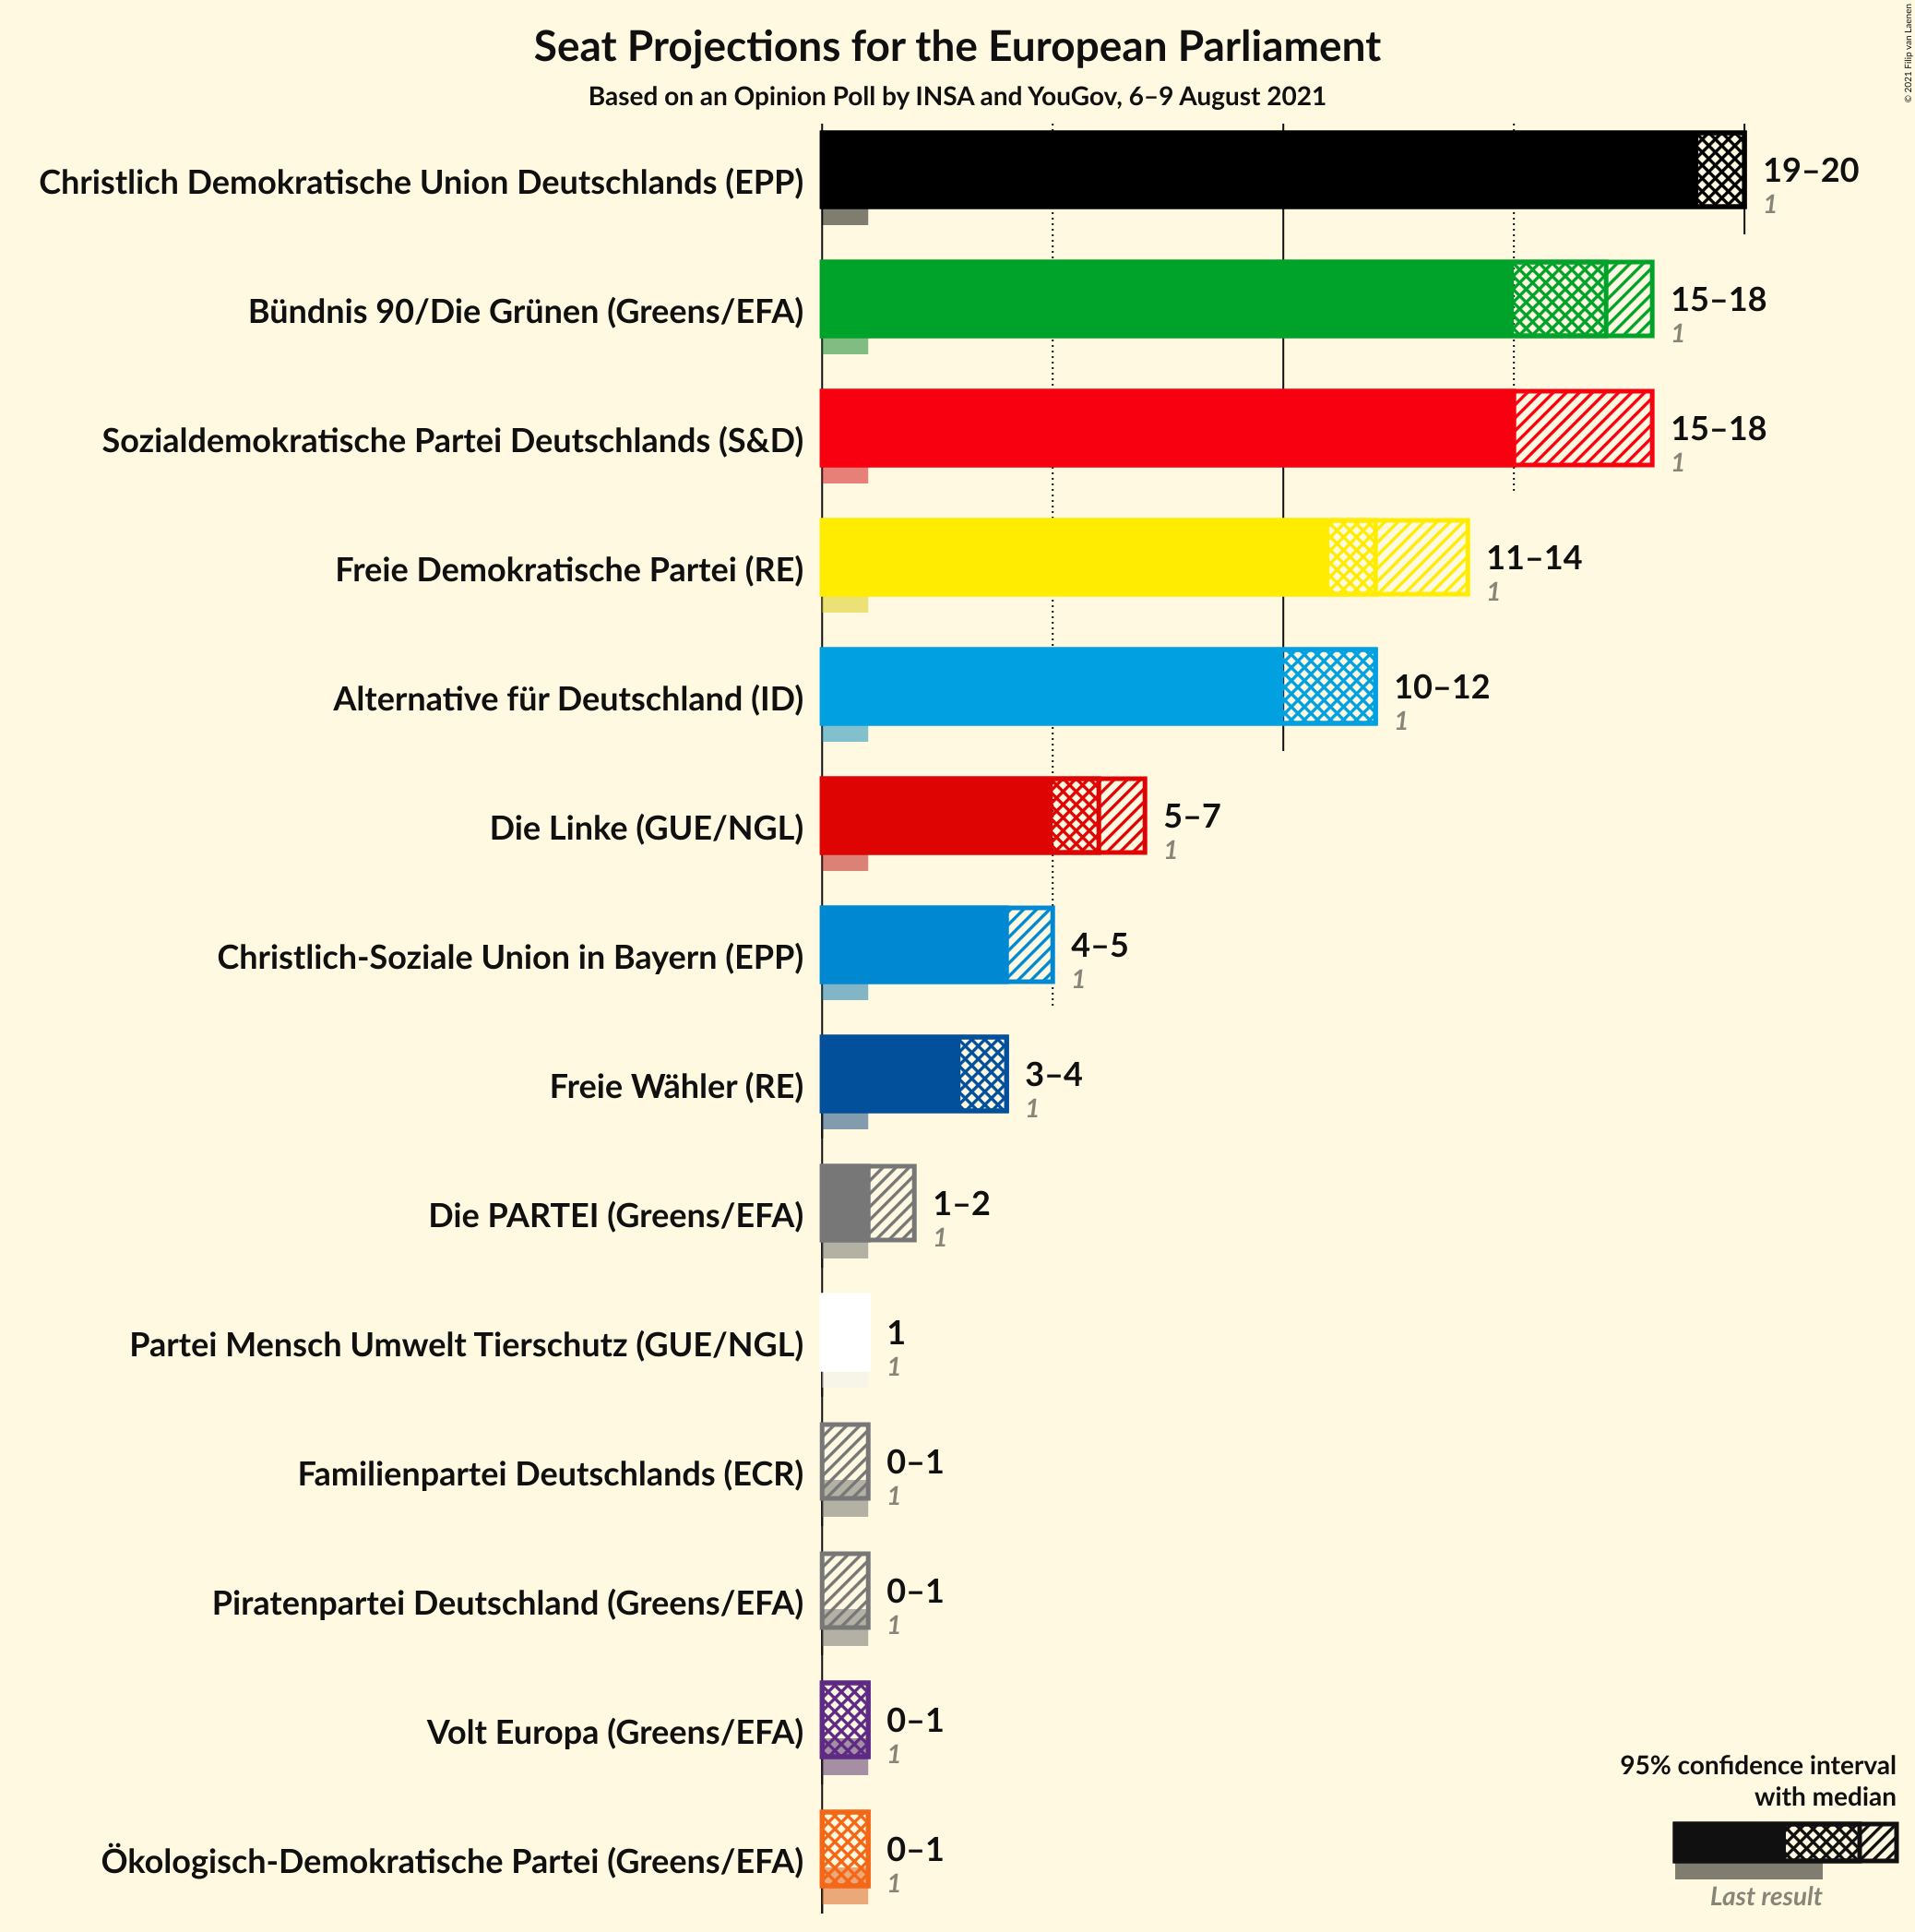 Seat Projections for the European Parliament
Based on an Opinion Poll by INSA and YouGov, 6–9 August 2021
© 2021 Filip van Laenen
Christlich Demokratische Union Deutschlands (EPP)
19–20
1
Bündnis 90/Die Grünen (Greens/EFA)
15–18
1
Sozialdemokratische Partei Deutschlands (S&D)
15–18
1
Freie Demokratische Partei (RE)
11–14
1
Alternative für Deutschland (ID)
10–12
1
Die Linke (GUE/NGL)
5–7
1
Christlich-Soziale Union in Bayern (EPP)
4–5
1
Freie Wähler (RE)
3–4
1
Die PARTEI (Greens/EFA)
1–2
1
Partei Mensch Umwelt Tierschutz (GUE/NGL)
1
1
Familienpartei Deutschlands (ECR)
0–1
1
Piratenpartei Deutschland (Greens/EFA)
0–1
1
Volt Europa (Greens/EFA)
0–1
1
Ökologisch-Demokratische Partei (Greens/EFA)
0–1
1
95% confidence interval
with median
Last result